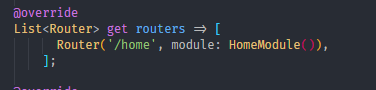 @override
List<Router> get routers => [
Router('/home', module: HomeModule()),
];